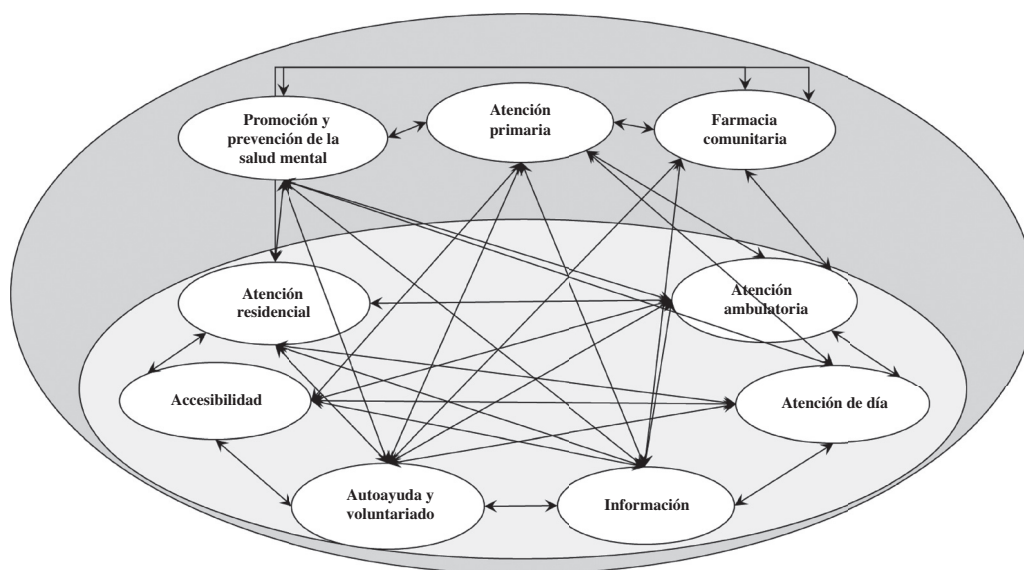 Promoción y
prevención de la
salud mental
Atención
primaria
Farmacia
comunitaria
Atención
residencial
Atención
ambulatoria
Accesibilidad
Atención de día
Autoayuda y
voluntariado
Información